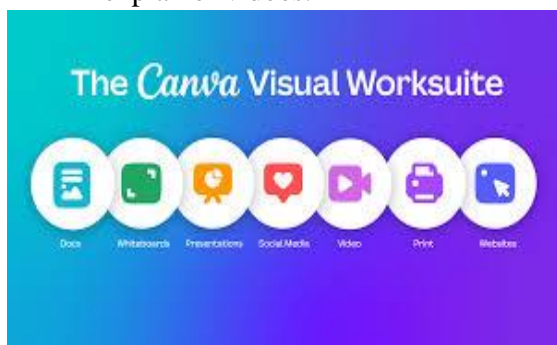 The Canva Visual Worksuite
Docs Whiteboards Presentations Social Media Video Print Websites